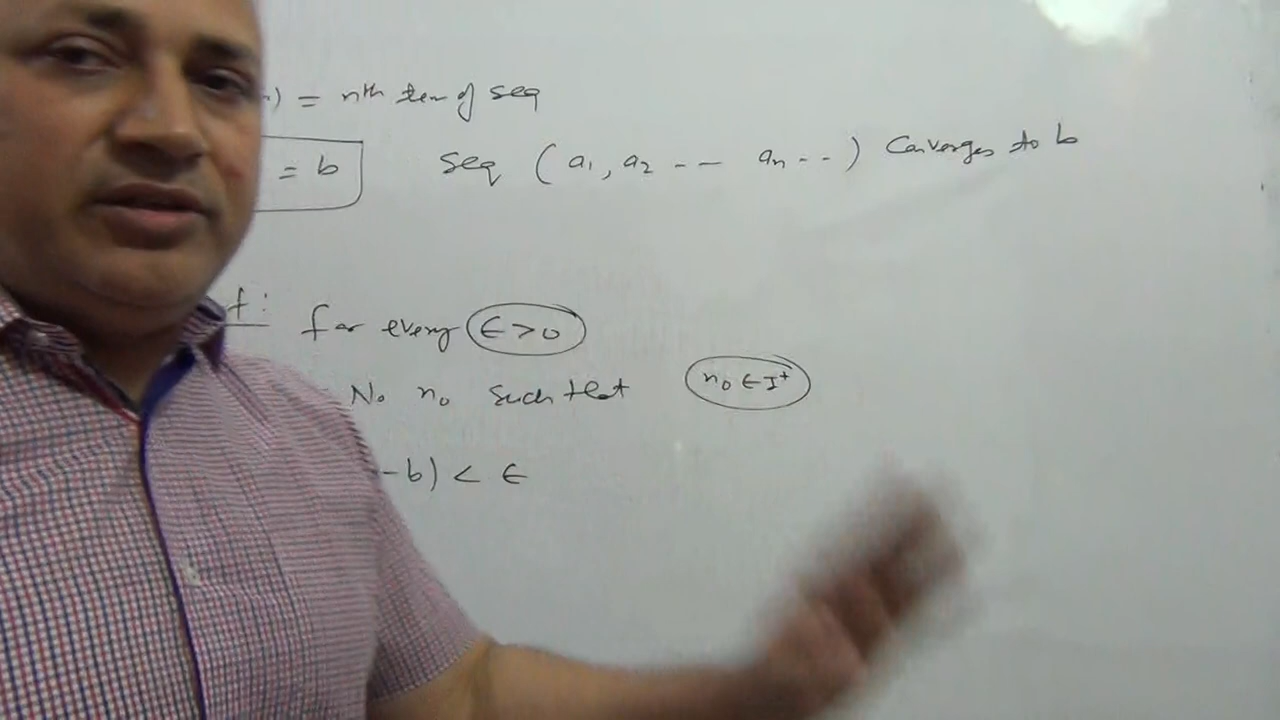 ) = nth term of seq
= b
Seq (a1, a2 -- — an -- ) Converges to b
f: for every ∈>0
No n0 such that n0 ∈ I+
-b) < ∈